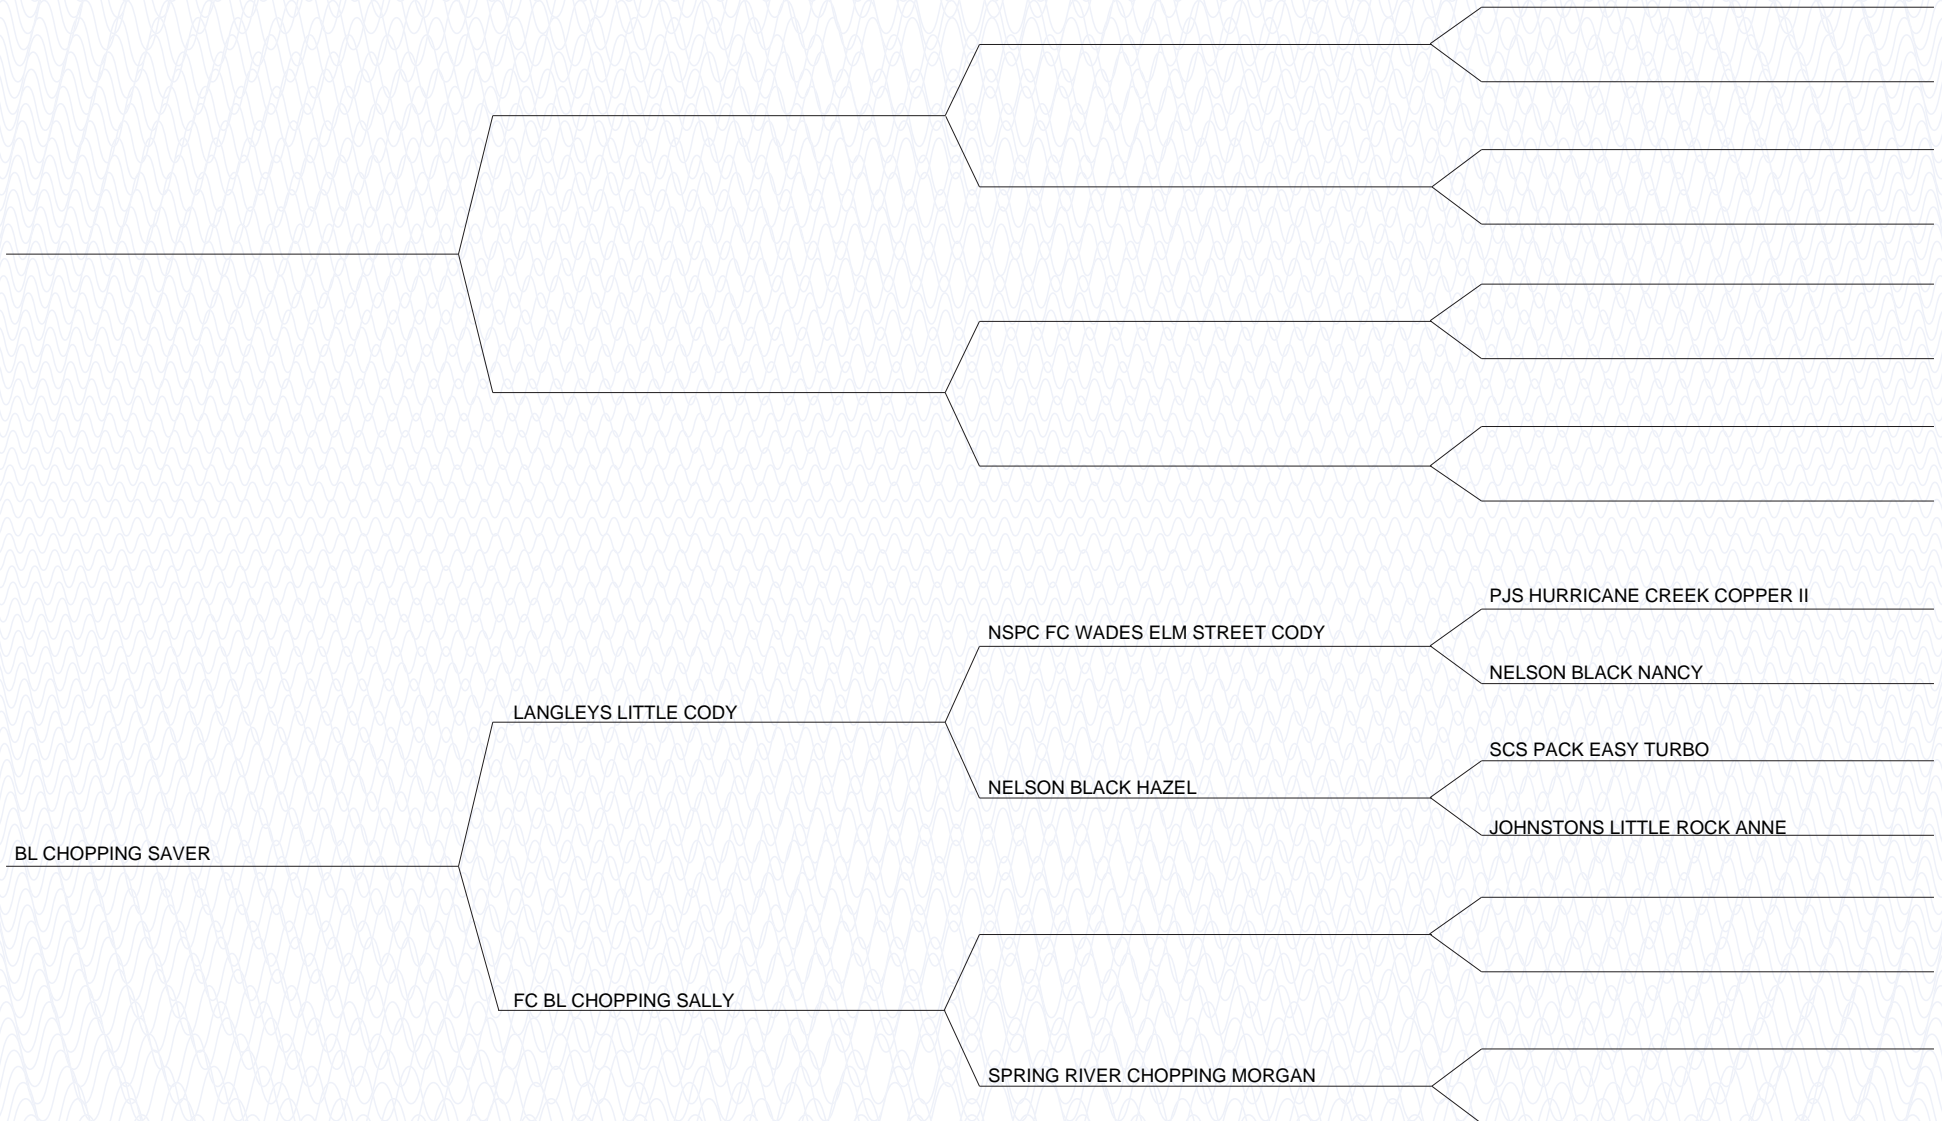 PJS HURRICANE CREEK COPPER II
NSPC FC WADES ELM STREET CODY
NELSON BLACK NANCY
LANGLEYS LITTLE CODY
SCS PACK EASY TURBO
NELSON BLACK HAZEL
JOHNSTONS LITTLE ROCK ANNE
BL CHOPPING SAVER
FC BL CHOPPING SALLY
SPRING RIVER CHOPPING MORGAN